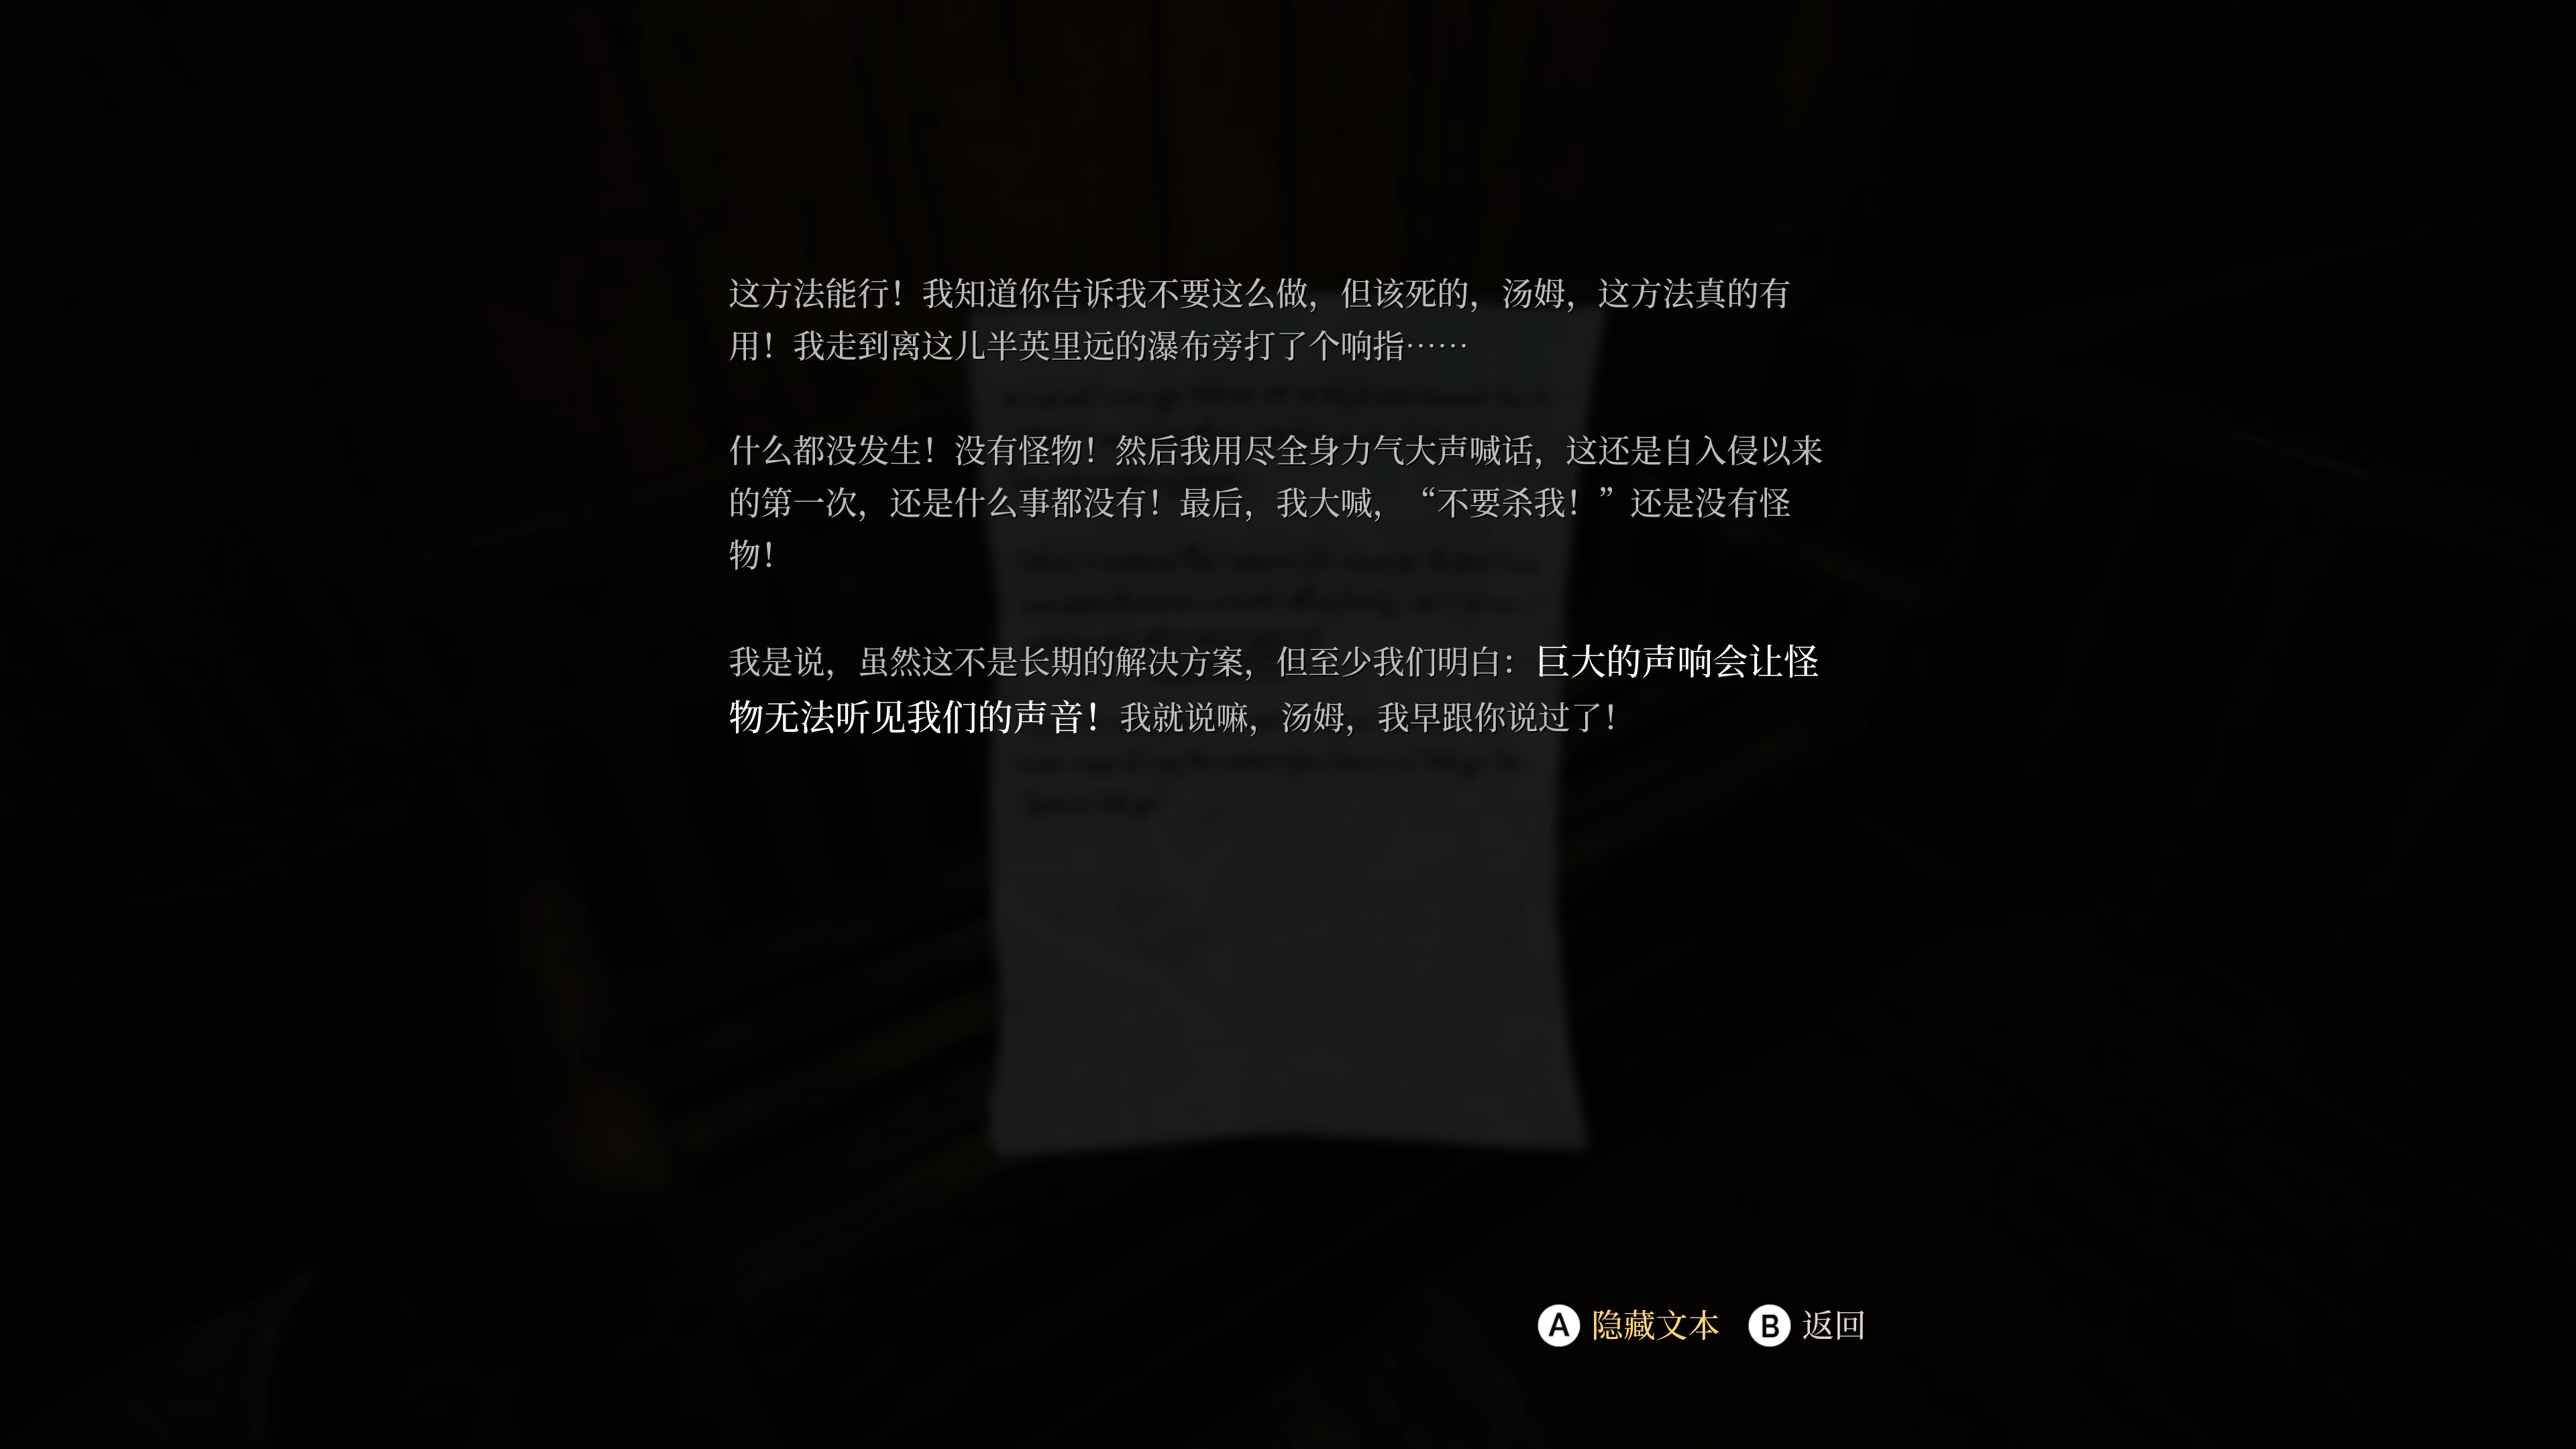 这方法能行！我知道你告诉我不要这么做，但该死的，汤姆，这方法真的有
用！我走到离这儿半英里远的瀑布旁打了个响指……
什么都没发生！没有怪物！然后我用尽全身力气大声喊话，这还是自入侵以来
的第一次，还是什么事都没有！最后，我大喊，“不要杀我！”还是没有怪
物！
我是说，虽然这不是长期的解决方案，但至少我们明白：巨大的声响会让怪
物无法听见我们的声音！我就说嘛，汤姆，我早跟你说过了！
A 隐藏文本 B 返回